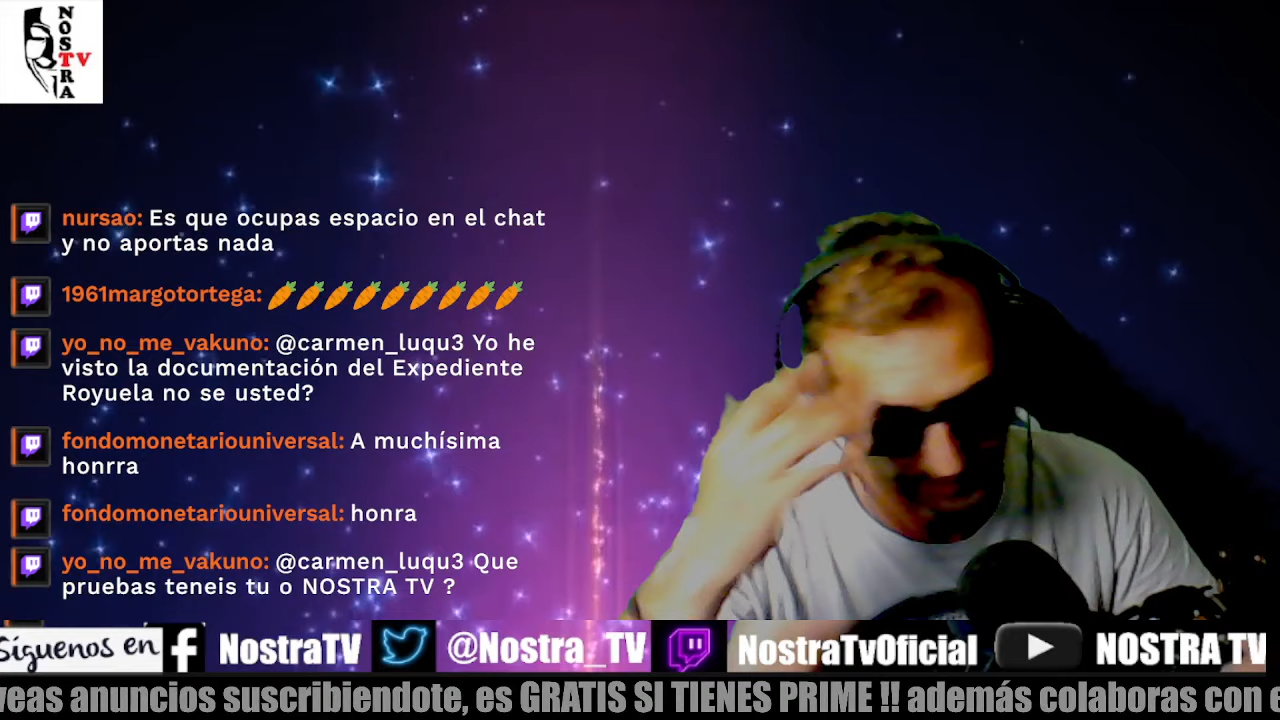 NOSTRA
TV
nursao: Es que ocupas espacio en el chat
y no aportas nada
1961margotortega: 🥕🥕🥕🥕🥕🥕🥕🥕🥕
yo_no_me_vakuno: @carmen_luqu3 Yo he
visto la documentación del Expediente
Royuela no se usted?
fondomonetariouniversal: A muchísima
honrra
fondomonetariouniversal: honra
yo_no_me_vakuno: @carmen_luqu3 Que
pruebas teneis tu o NOSTRA TV ?
Síguenos en NostraTV @Nostra_TV NostraTvOficial NOSTRA TV
veas anuncios suscribiendote, es GRATIS SI TIENES PRIME !! además colaboras con e